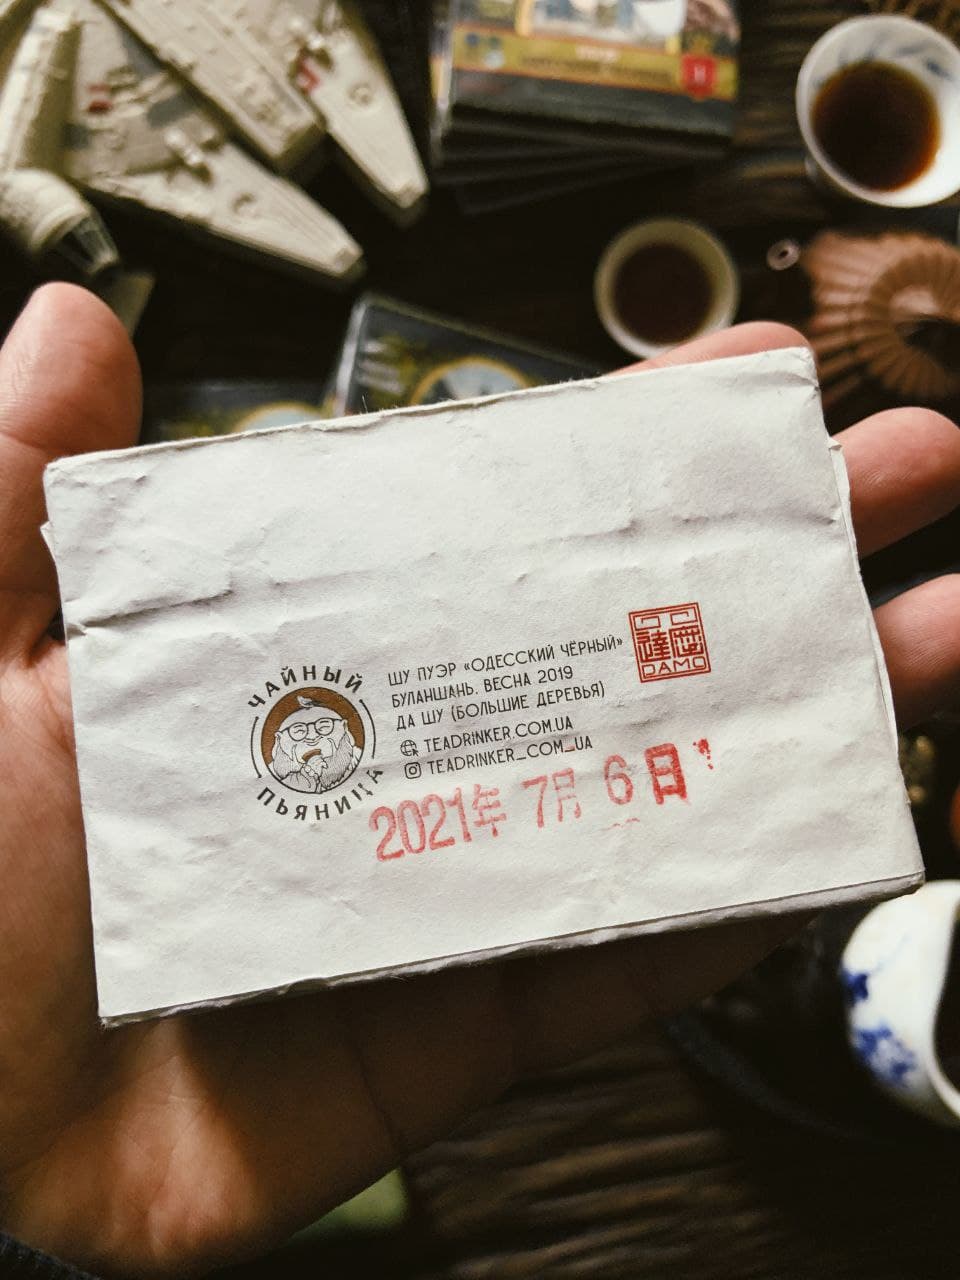 ЧАЙНЫЙ
ПЬЯНИЦА
ШУ ПУЭР «ОДЕССКИЙ ЧЁРНЫЙ»
БУЛАНШАНЬ. ВЕСНА 2019
ДА ШУ (БОЛЬШИЕ ДЕРЕВЬЯ)
TEADRINKER.COM.UA
TEADRINKER_COM_UA
DAMO
2021年 7月 6日